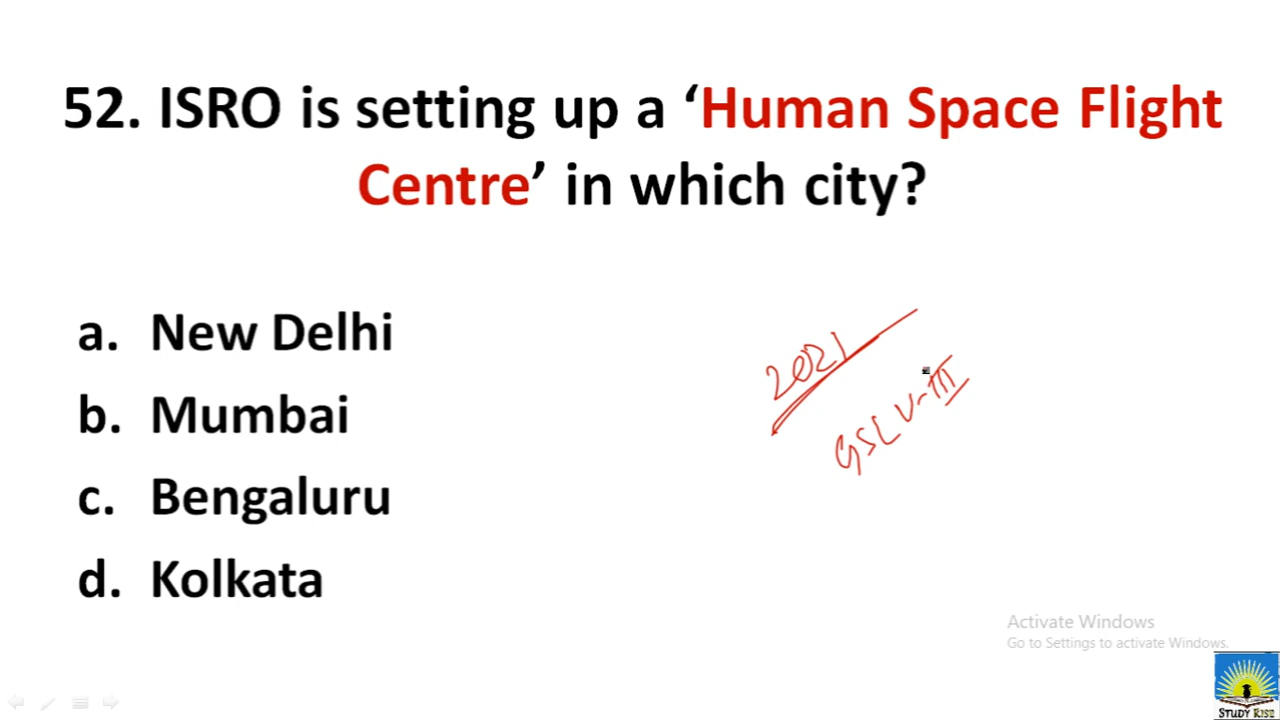 52. ISRO is setting up a ‘Human Space Flight
Centre’ in which city?
a. New Delhi
b. Mumbai
c. Bengaluru
d. Kolkata
2021
GSLV-III
Activate Windows
Go to Settings to activate Windows.
STUDY RISE